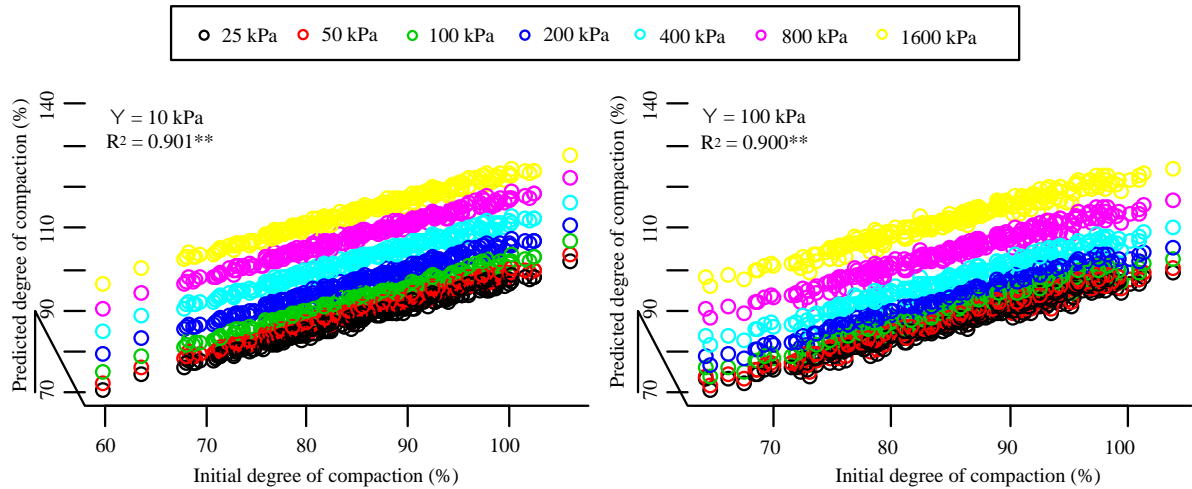 25 kPa 50 kPa 100 kPa 200 kPa 400 kPa 800 kPa 1600 kPa
Predicted degree of compaction (%)
140
110
90
70
Y = 10 kPa
R2 = 0.901**
60 70 80 90 100
Initial degree of compaction (%)
Predicted degree of compaction (%)
140
110
90
70
Y = 100 kPa
R2 = 0.900**
70 80 90 100
Initial degree of compaction (%)